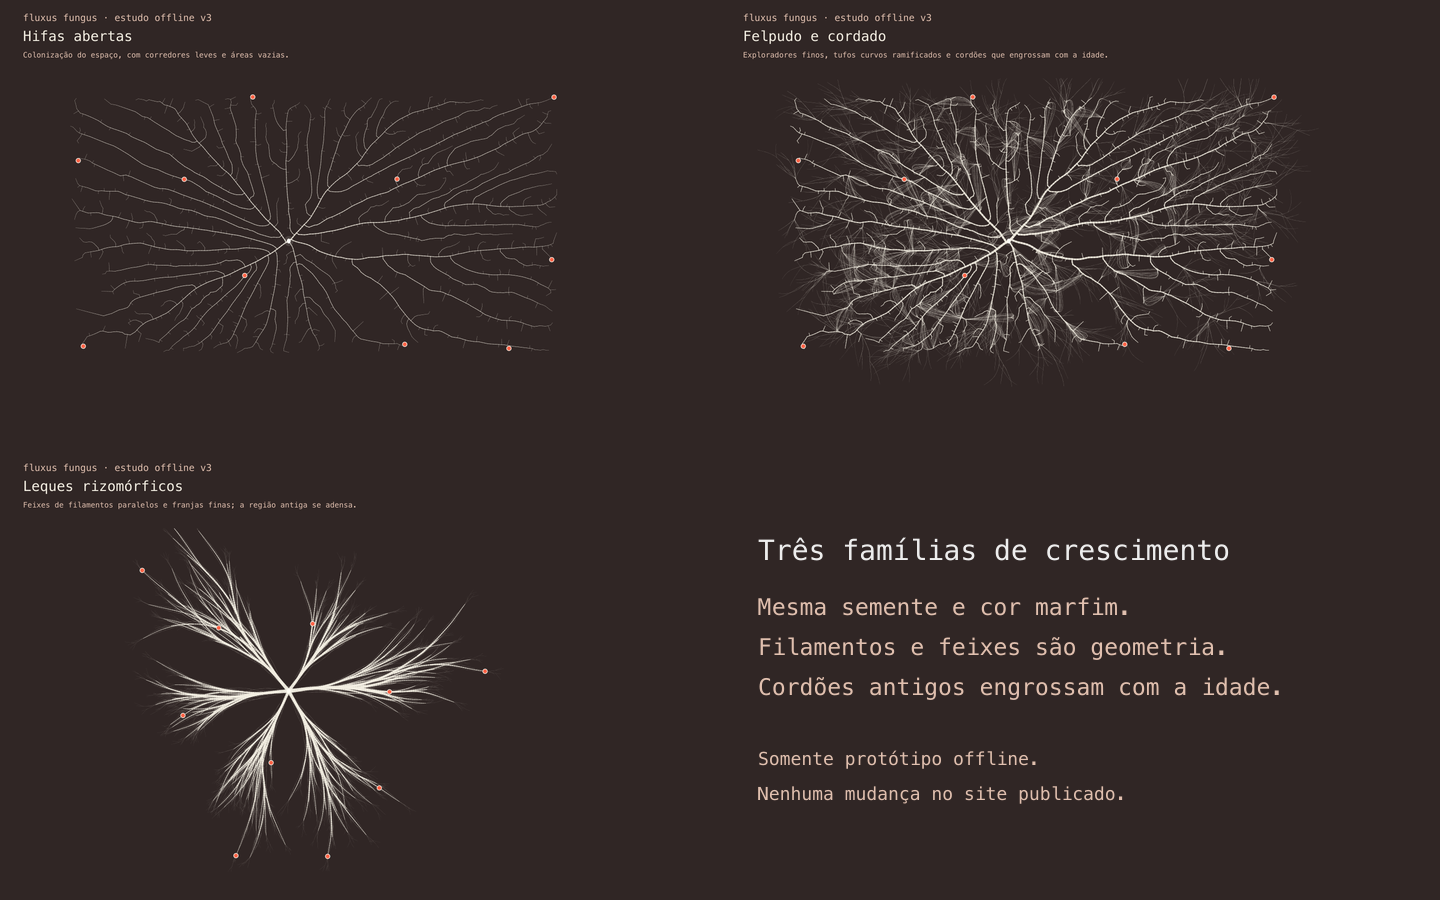 fluxus fungus · estudo offline v3
Hifas abertas
Colonização do espaço, com corredores leves e áreas vazias.
fluxus fungus · estudo offline v3
Felpudo e cordado
Exploradores finos, tufos curvos ramificados e cordões que engrossam com a idade.
fluxus fungus · estudo offline v3
Leques rizomórficos
Feixes de filamentos paralelos e franjas finas; a região antiga se adensa.
Três famílias de crescimento
Mesma semente e cor marfim.
Filamentos e feixes são geometria.
Cordões antigos engrossam com a idade.
Somente protótipo offline.
Nenhuma mudança no site publicado.